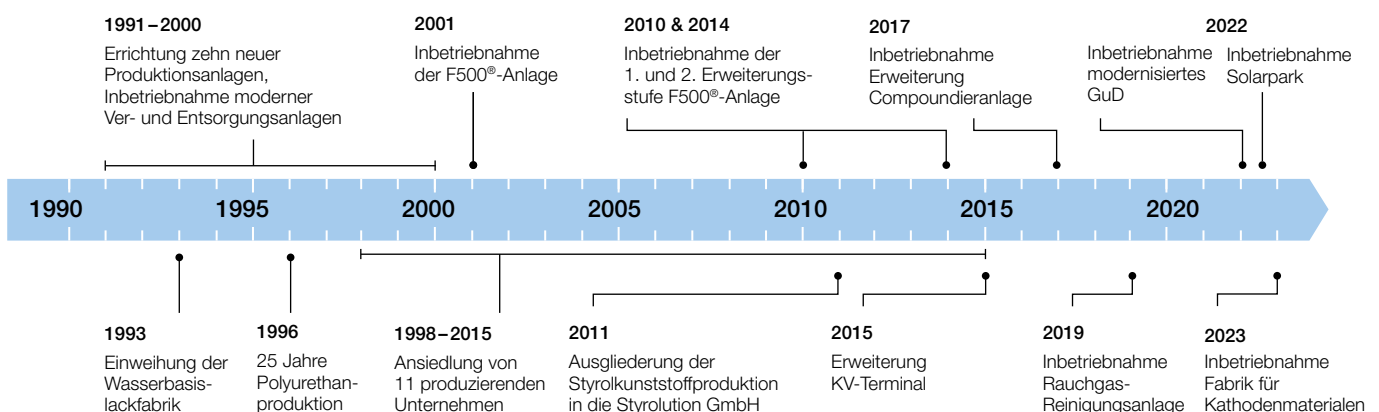 1991–2000
Errichtung zehn neuer
Produktionsanlagen,
Inbetriebnahme moderner
Ver- und Entsorgungsanlagen
2001
Inbetriebnahme
der F500®-Anlage
2010 & 2014
Inbetriebnahme der
1. und 2. Erweiterungs-
stufe F500®-Anlage
2017
Inbetriebnahme
Erweiterung
Compoundieranlage
2022
Inbetriebnahme
modernisiertes
GuD
Inbetriebnahme
Solarpark
1990 1995 2000 2005 2010 2015 2020
1993
Einweihung der
Wasserbasis-
lackfabrik
1996
25 Jahre
Polyurethan-
produktion
1998–2015
Ansiedlung von
11 produzierenden
Unternehmen
2011
Ausgliederung der
Styrolkunststoffproduktion
in die Styrolution GmbH
2015
Erweiterung
KV-Terminal
2019
Inbetriebnahme
Rauchgas-
Reinigungsanlage
2023
Inbetriebnahme
Fabrik für
Kathodenmaterialen